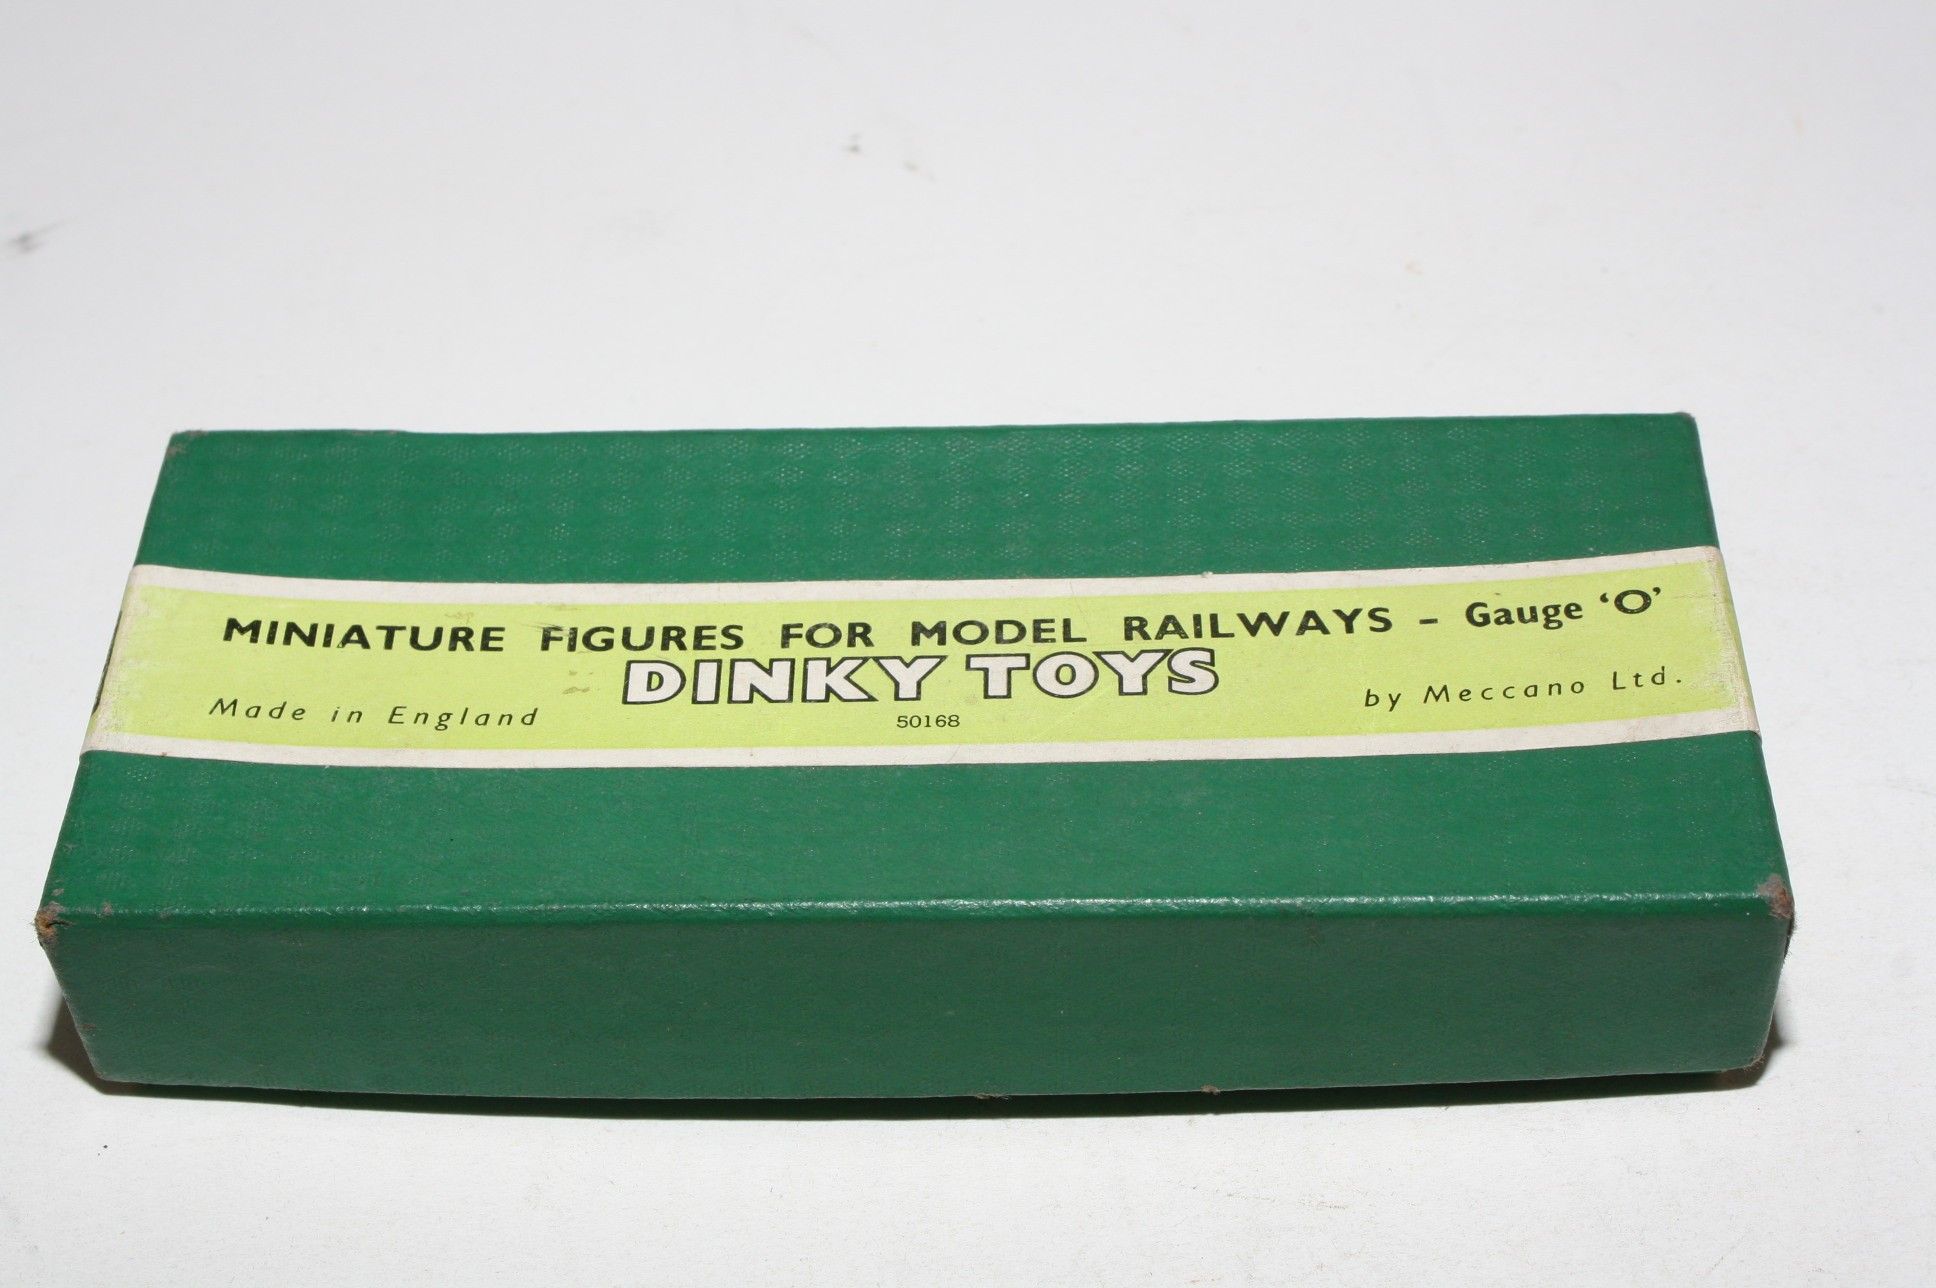 MINIATURE FIGURES FOR MODEL RAILWAYS - Gauge 'O'
DINKY TOYS
Made in England
50168
by Meccano Ltd.